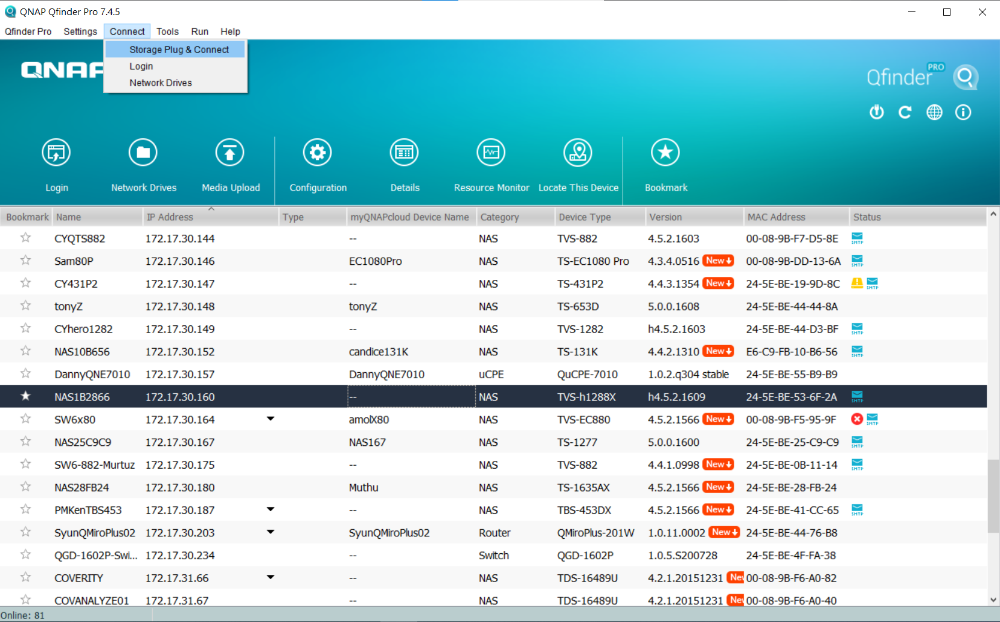 QNAP Qfinder Pro 7.4.5
Qfinder Pro Settings Connect Tools Run Help
Storage Plug & Connect
Login
Network Drives
QNAP
Qfinder PRO
Login Network Drives Media Upload Configuration Details Resource Monitor Locate This Device Bookmark
Bookmark Name IP Address Type myQNAPcloud Device Name Category Device Type Version MAC Address Status
CYQTS882 172.17.30.144 -- NAS TVS-882 4.5.2.1603 00-08-9B-F7-D5-8E SMTP
Sam80P 172.17.30.146 EC1080Pro NAS TS-EC1080 Pro 4.3.4.0516 New 00-08-9B-DD-13-6A SMTP
CY431P2 172.17.30.147 -- NAS TS-431P2 4.4.3.1354 New 24-5E-BE-19-9D-8C SMTP
tonyZ 172.17.30.148 tonyZ NAS TS-653D 5.0.0.1608 24-5E-BE-44-44-8A
CYhero1282 172.17.30.149 -- NAS TVS-1282 h4.5.2.1603 24-5E-BE-44-D3-BF SMTP
NAS10B656 172.17.30.152 candice131K NAS TS-131K 4.4.2.1310 New E6-C9-FB-10-B6-56 SMTP
DannyQNE7010 172.17.30.157 DannyQNE7010 uCPE QuCPE-7010 1.0.2.q304 stable 24-5E-BE-55-B9-B9
NAS1B2866 172.17.30.160 -- NAS TVS-h1288X h4.5.2.1609 24-5E-BE-53-6F-2A SMTP
SW6x80 172.17.30.164 amolX80 NAS TVS-EC880 4.5.2.1566 New 00-08-9B-F5-95-9F SMTP
NAS25C9C9 172.17.30.167 NAS167 NAS TS-1277 5.0.0.1600 24-5E-BE-25-C9-C9 SMTP
SW6-882-Murtuz 172.17.30.175 -- NAS TVS-882 4.4.1.0998 New 24-5E-BE-0B-11-14 SMTP
NAS28FB24 172.17.30.180 Muthu NAS TS-1635AX 4.5.2.1566 New 24-5E-BE-28-FB-24
PMKenTBS453 172.17.30.187 -- NAS TBS-453DX 4.5.2.1566 New 24-5E-BE-41-CC-65 SMTP
SyunQMiroPlus02 172.17.30.203 SyunQMiroPlus02 Router QMiroPlus-201W 1.0.11.0002 New 24-5E-BE-44-76-B8
QGD-1602P-Swi... 172.17.30.234 -- Switch QGD-1602P 1.0.5.S200728 24-5E-BE-4F-FA-38
COVERITY 172.17.31.66 -- NAS TDS-16489U 4.2.1.20151231 New 00-08-9B-F6-A0-82
COVANALYZE01 172.17.31.67 -- NAS TDS-16489U 4.2.1.20151231 New 00-08-9B-F6-A0-40
Online: 81